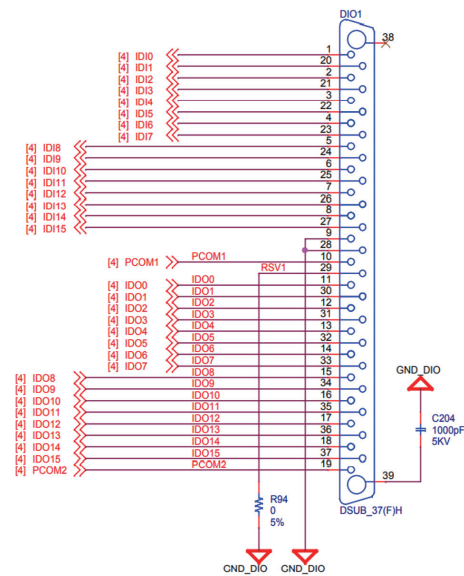 DIO1
38
[4] IDI0 1
[4] IDI1 20
[4] IDI2 2
[4] IDI3 21
[4] IDI4 3
[4] IDI5 22
[4] IDI6 4
[4] IDI7 23
[4] IDI8 5
[4] IDI9 24
[4] IDI10 6
[4] IDI11 25
[4] IDI12 7
[4] IDI13 26
[4] IDI14 8
[4] IDI15 27
9
28
[4] PCOM1 PCOM1 10
RSV1 29
[4] IDO0 IDO0 11
[4] IDO1 IDO1 30
[4] IDO2 IDO2 12
[4] IDO3 IDO3 31
[4] IDO4 IDO4 13
[4] IDO5 IDO5 32
[4] IDO6 IDO6 14
[4] IDO7 IDO7 33
[4] IDO8 IDO8 15
[4] IDO9 IDO9 34
[4] IDO10 IDO10 16
[4] IDO11 IDO11 35
[4] IDO12 IDO12 17
[4] IDO13 IDO13 36
[4] IDO14 IDO14 18
[4] IDO15 IDO15 37
[4] PCOM2 PCOM2 19
39
DSUB_37(F)H
GND_DIO
C204
1000pF
5KV
R94
0
5%
GND_DIO GND_DIO